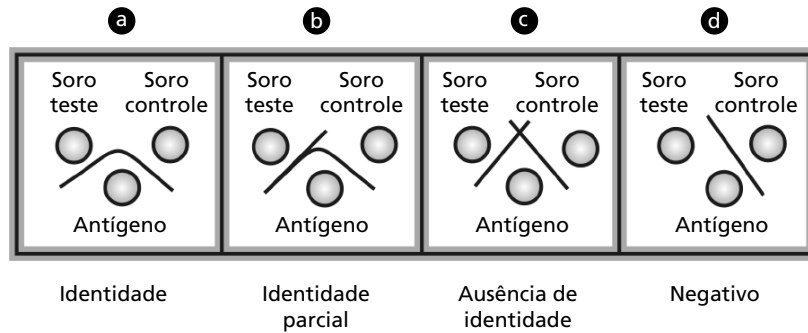 a b c d
Soro Soro Soro Soro Soro Soro Soro Soro
teste controle teste controle teste controle teste controle
Antígeno Antígeno Antígeno Antígeno
Identidade Identidade Ausência de Negativo
parcial identidade